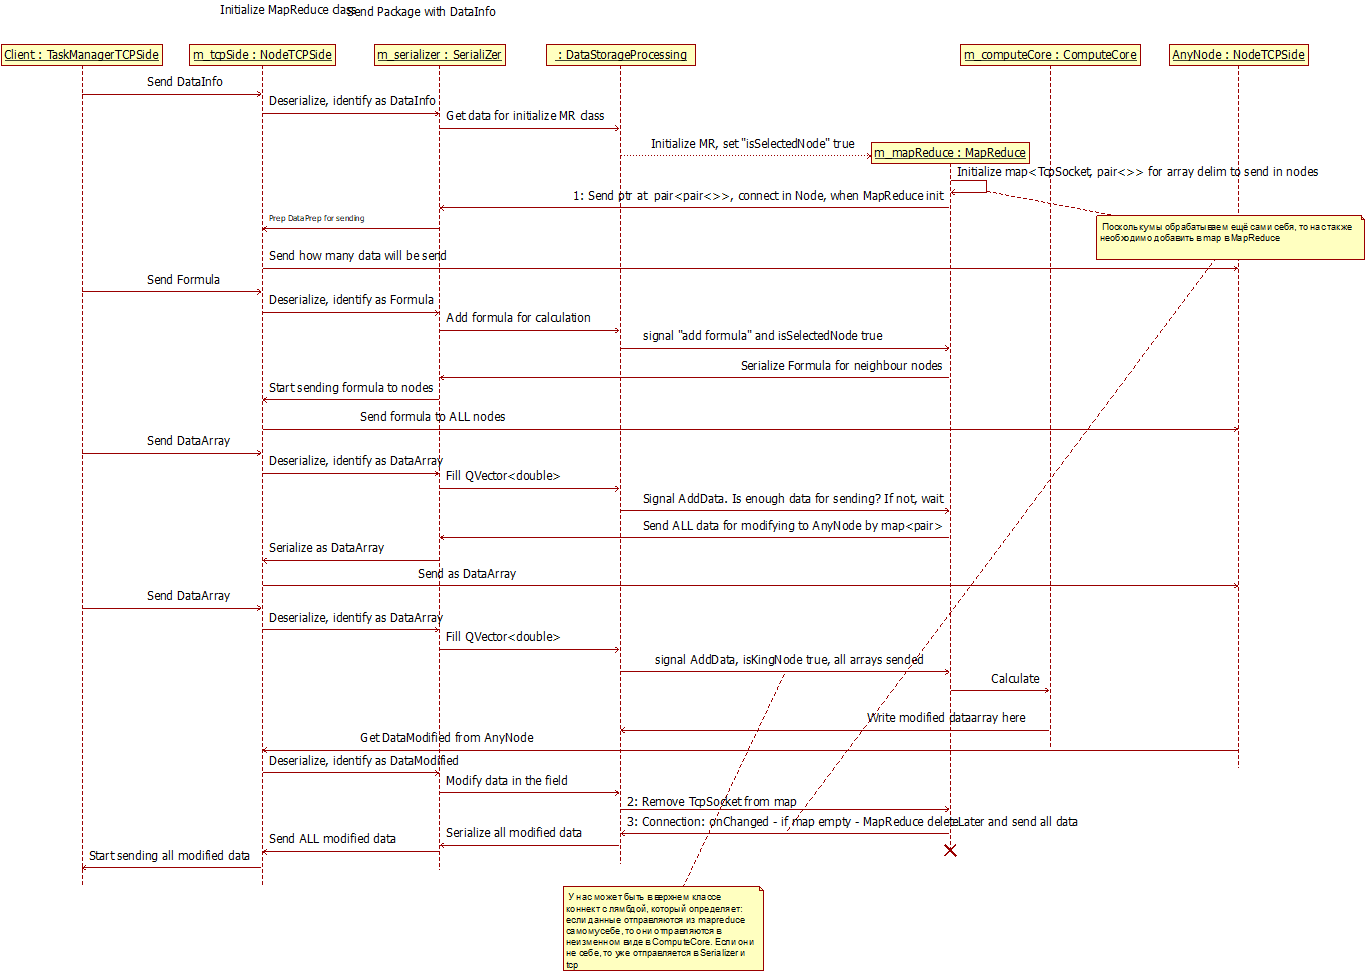 Initialize MapReduce class
Send Package with DataInfo
Client : TaskManagerTCPSide
m_tcpSide : NodeTCPSide
m_serializer : SerialiZer
_ : DataStorageProcessing
m_computeCore : ComputeCore
AnyNode : NodeTCPSide
Send DataInfo
Deserialize, identify as DataInfo
Get data for initialize MR class
Initialize MR, set "isSelectedNode" true
m_mapReduce : MapReduce
Initialize map<TcpSocket, pair<>> for array delim to send in nodes
1: Send ptr at pair<pair<>>, connect in Node, when MapReduce init
Prep DataPrep for sending
Поскольку мы обрабатываем ещё сами себя, то нас также
необходимо добавить в map в MapReduce
Send how many data will be send
Send Formula
Deserialize, identify as Formula
Add formula for calculation
signal "add formula" and isSelectedNode true
Serialize Formula for neighbour nodes
Start sending formula to nodes
Send formula to ALL nodes
Send DataArray
Deserialize, identify as DataArray
Fill QVector<double>
Signal AddData. Is enough data for sending? If not, wait
Send ALL data for modifying to AnyNode by map<pair>
Serialize as DataArray
Send as DataArray
Send DataArray
Deserialize, identify as DataArray
Fill QVector<double>
signal AddData, isKingNode true, all arrays sended
Calculate
Write modified dataarray here
Get DataModified from AnyNode
Deserialize, identify as DataModified
Modify data in the field
2: Remove TcpSocket from map
3: Connection: onChanged - if map empty - MapReduce deleteLater and send all data
Serialize all modified data
Send ALL modified data
Start sending all modified data
У нас может быть в верхнем классе
коннект с лямбдой, который определяет:
если данные отправляются из mapreduce
самому себе, то они отправляются в
неизменном виде в ComputeCore. Если они
не себе, то уже отправляется в Serializer и
tcp